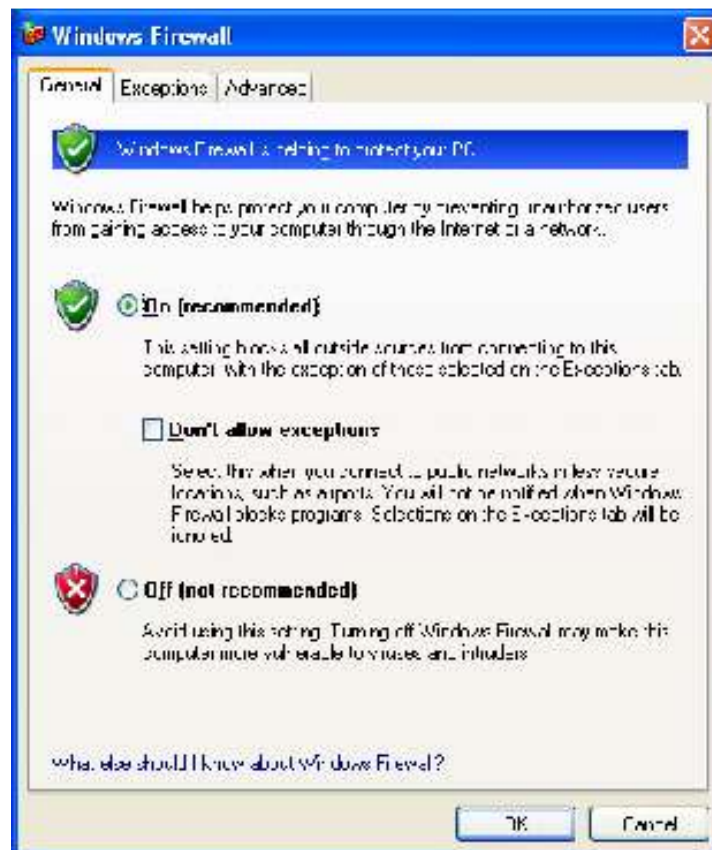 Windows Firewall
General Exceptions Advanced
Windows Firewall is helping to protect your PC
Windows Firewall helps protect your computer by preventing unauthorized users
from gaining access to your computer through the Internet or a network.
On (recommended)
This setting blocks all outside sources from connecting to this
computer, with the exception of those selected on the Exceptions tab.
Don't allow exceptions
Select this when you connect to public networks in less secure
locations, such as airports. You will not be notified when Windows
Firewall blocks programs. Selections on the Exceptions tab will be
ignored.
Off (not recommended)
Avoid using this setting. Turning off Windows Firewall may make this
computer more vulnerable to viruses and intruders.
What else should I know about Windows Firewall?
OK Cancel